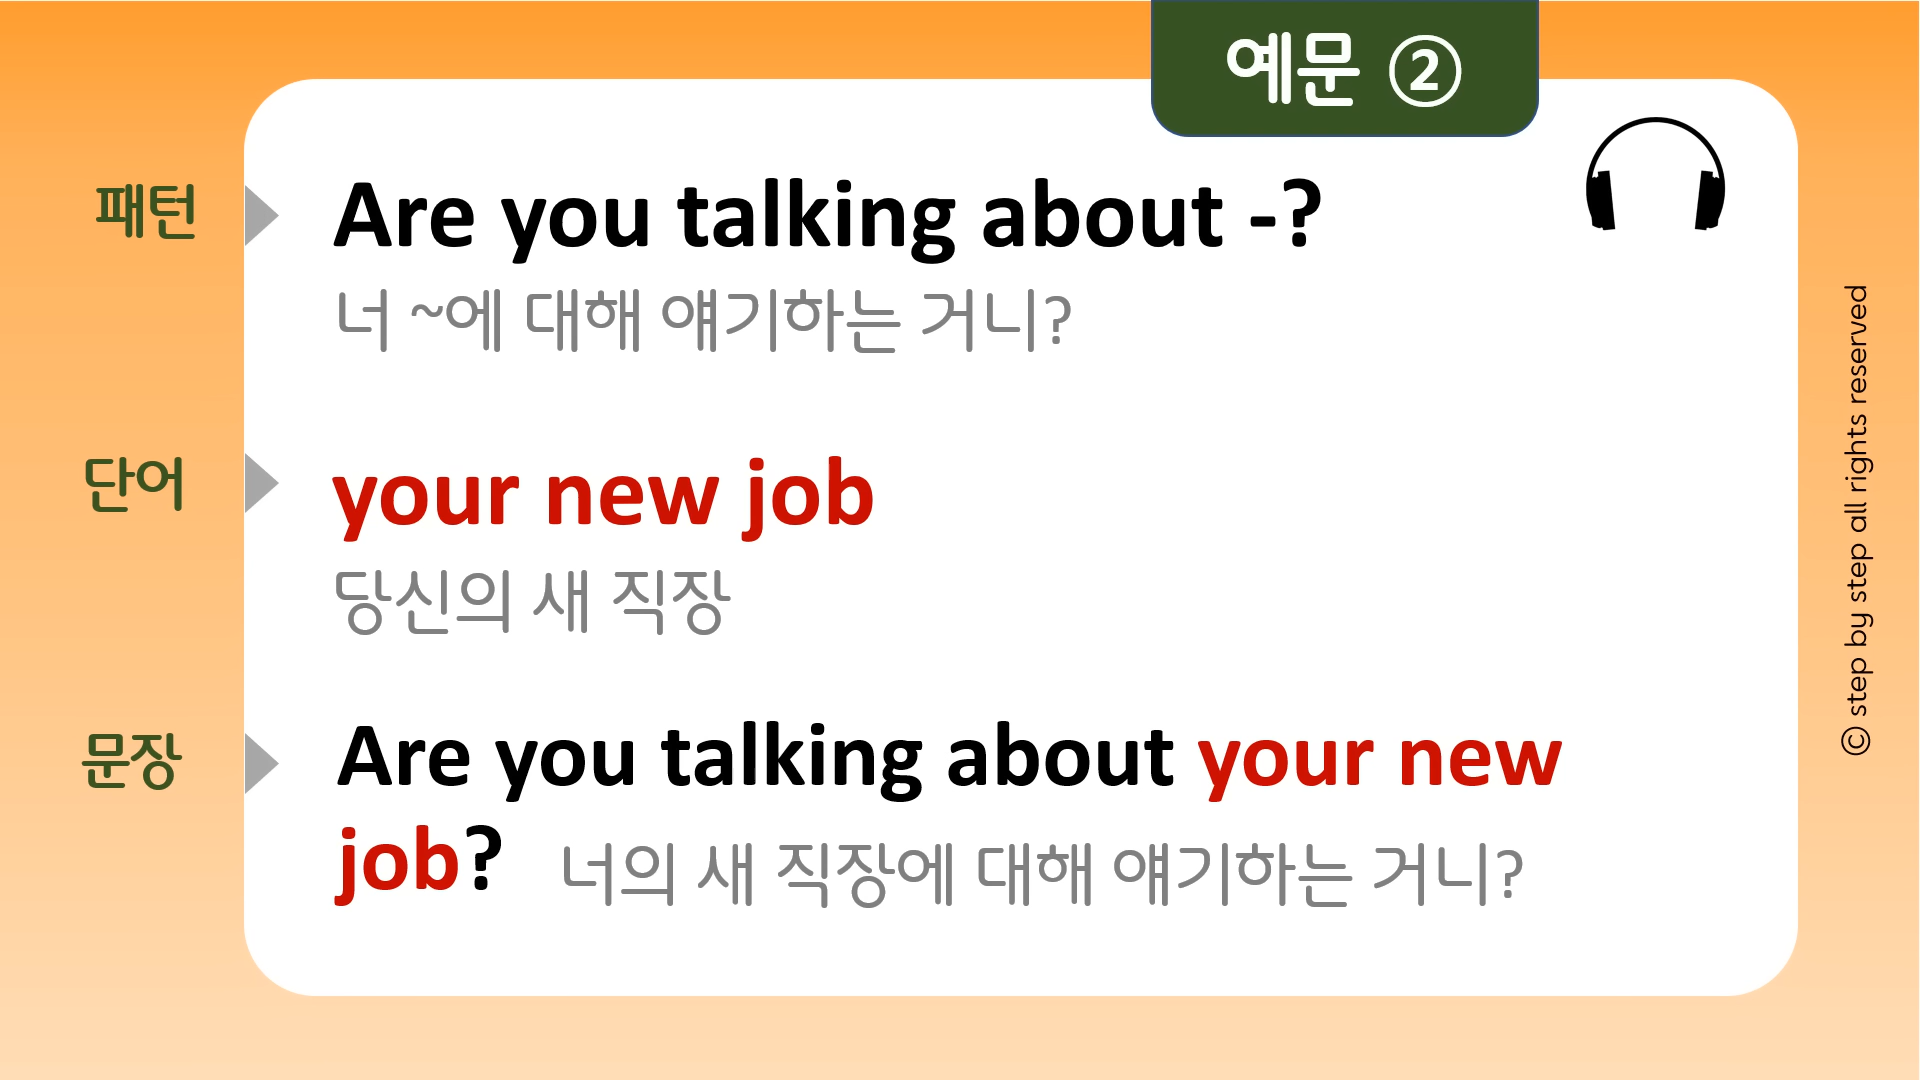 예문 ②
패턴
Are you talking about -?
너 ~에 대해 얘기하는 거니?
단어
your new job
당신의 새 직장
문장
Are you talking about your new
job? 너의 새 직장에 대해 얘기하는 거니?
ⓒ step by step all rights reserved